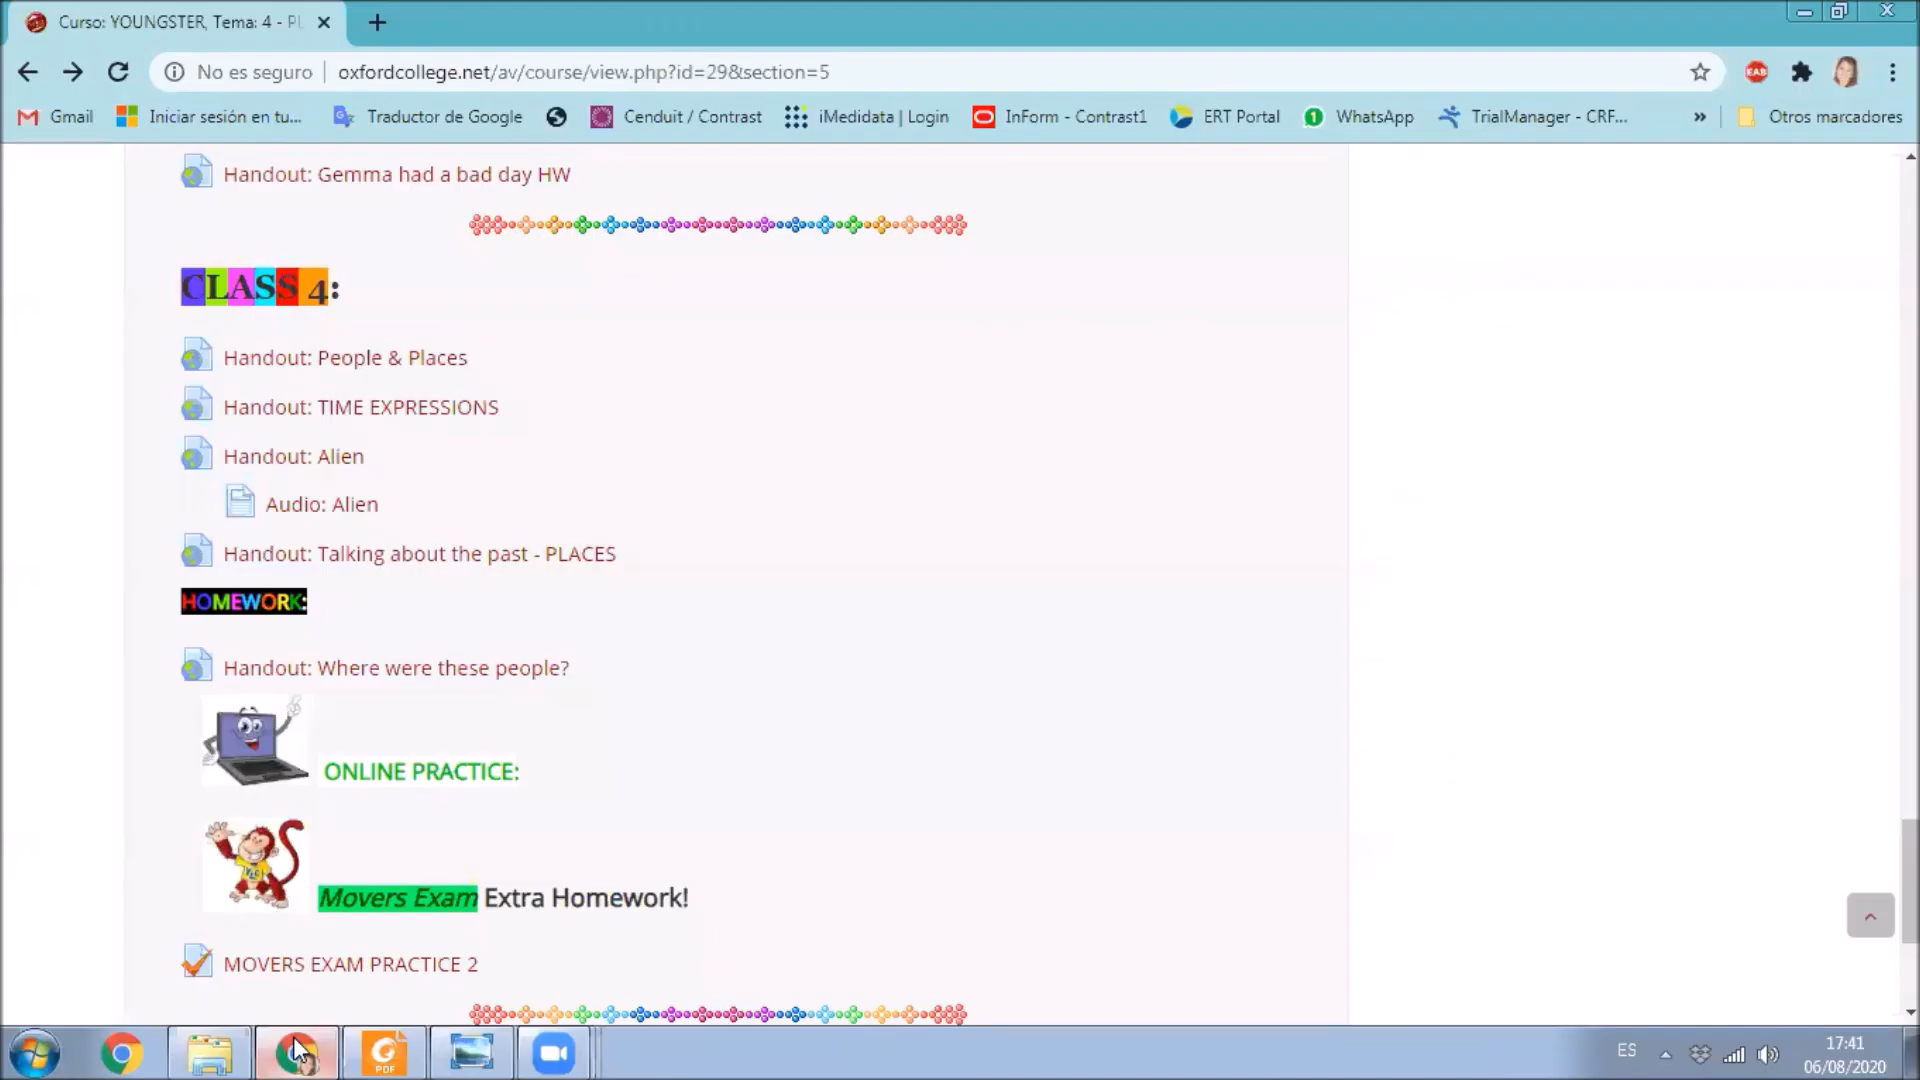 Curso: YOUNGSTER, Tema: 4 - PL
No es seguro
oxfordcollege.net/av/course/view.php?id=29&section=5
EAB
Gmail
Iniciar sesión en tu...
Traductor de Google
Cenduit / Contrast
iMedidata | Login
InForm - Contrast1
ERT Portal
1
WhatsApp
TrialManager - CRF...
»
Otros marcadores
Handout: Gemma had a bad day HW
CLASS 4:
Handout: People & Places
Handout: TIME EXPRESSIONS
Handout: Alien
Audio: Alien
Handout: Talking about the past - PLACES
HOMEWORK:
Handout: Where were these people?
ONLINE PRACTICE:
Movers Exam Extra Homework!
MOVERS EXAM PRACTICE 2
PDF
ES
17:41
06/08/2020